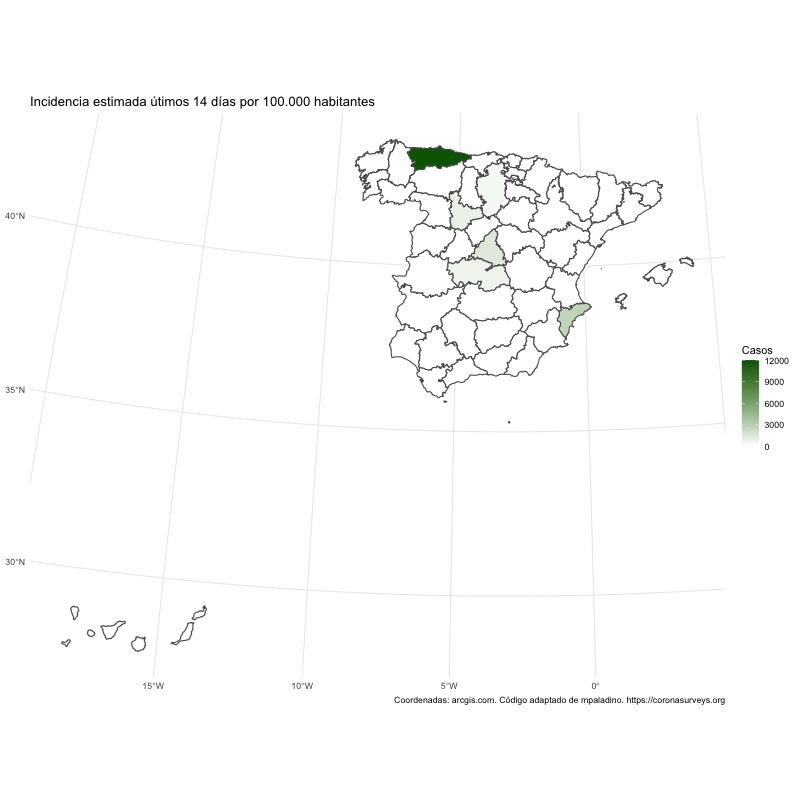 Incidencia estimada útimos 14 días por 100.000 habitantes
40°N
35°N
30°N
15°W
10°W
5°W
0°
Casos
12000
9000
6000
3000
0
Coordenadas: arcgis.com. Código adaptado de mpaladino. https://coronasurveys.org